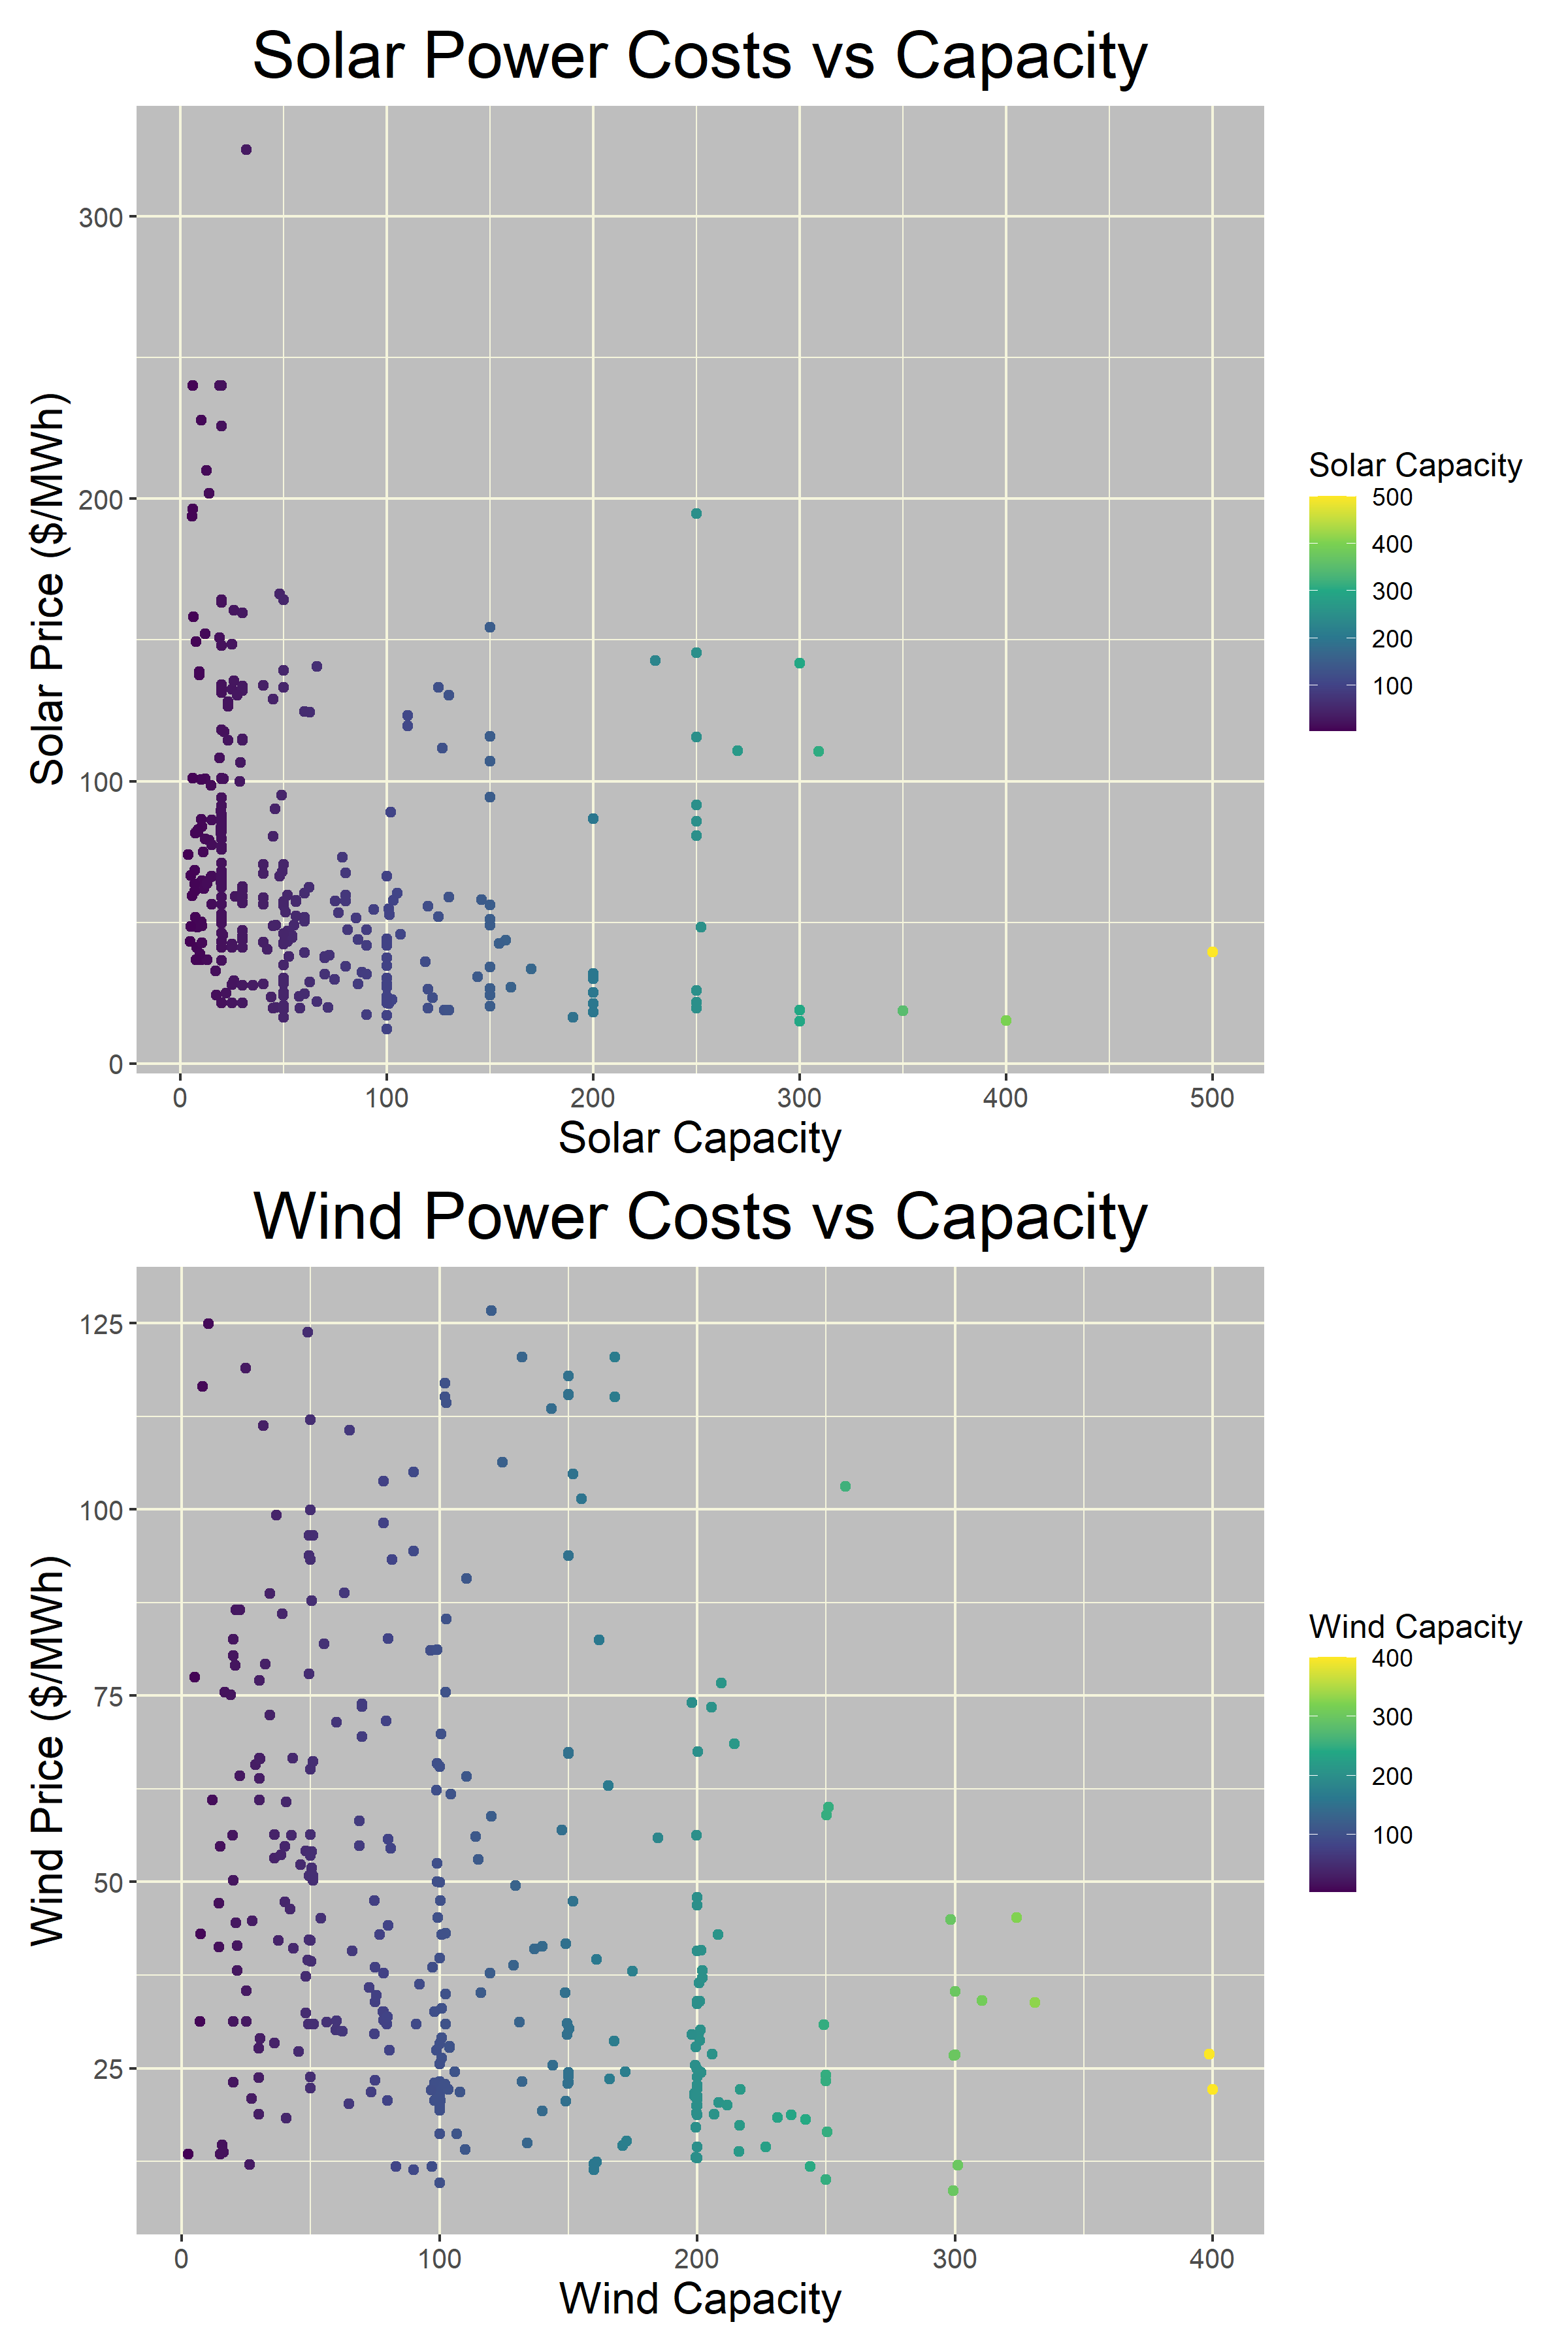 Solar Power Costs vs Capacity
Solar Price ($/MWh)
300
200
100
0
0 100 200 300 400 500
Solar Capacity
Solar Capacity
500
400
300
200
100
Wind Power Costs vs Capacity
Wind Price ($/MWh)
125
100
75
50
25
0 100 200 300 400
Wind Capacity
Wind Capacity
400
300
200
100